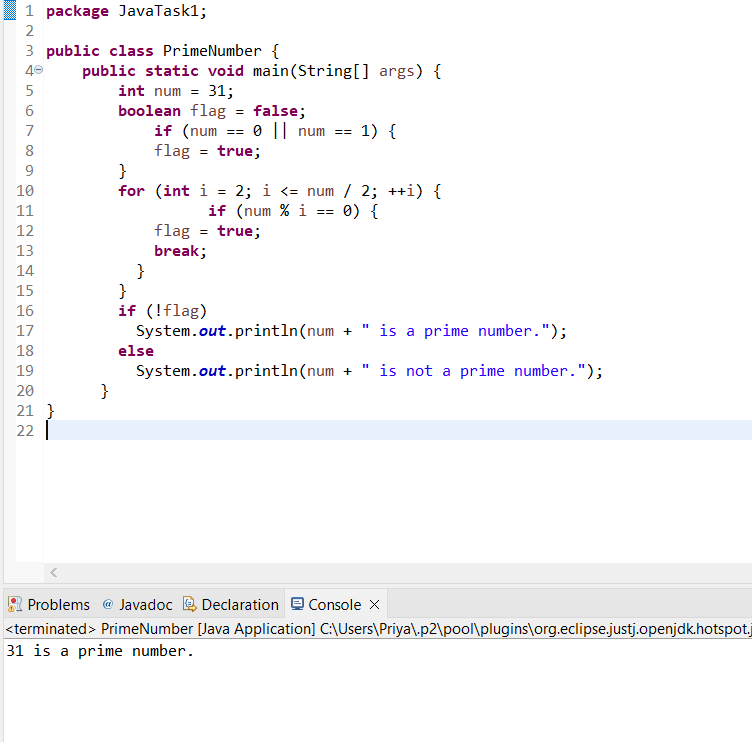 1 package JavaTask1;
2
3 public class PrimeNumber {
4     public static void main(String[] args) {
5         int num = 31;
6         boolean flag = false;
7             if (num == 0 || num == 1) {
8             flag = true;
9         }
10         for (int i = 2; i <= num / 2; ++i) {
11                   if (num % i == 0) {
12             flag = true;
13             break;
14           }
15         }
16         if (!flag)
17           System.out.println(num + " is a prime number.");
18         else
19           System.out.println(num + " is not a prime number.");
20       }
21 }
22
Problems @ Javadoc Declaration Console
<terminated> PrimeNumber [Java Application] C:\Users\Priya\.p2\pool\plugins\org.eclipse.justj.openjdk.hotspot.j
31 is a prime number.